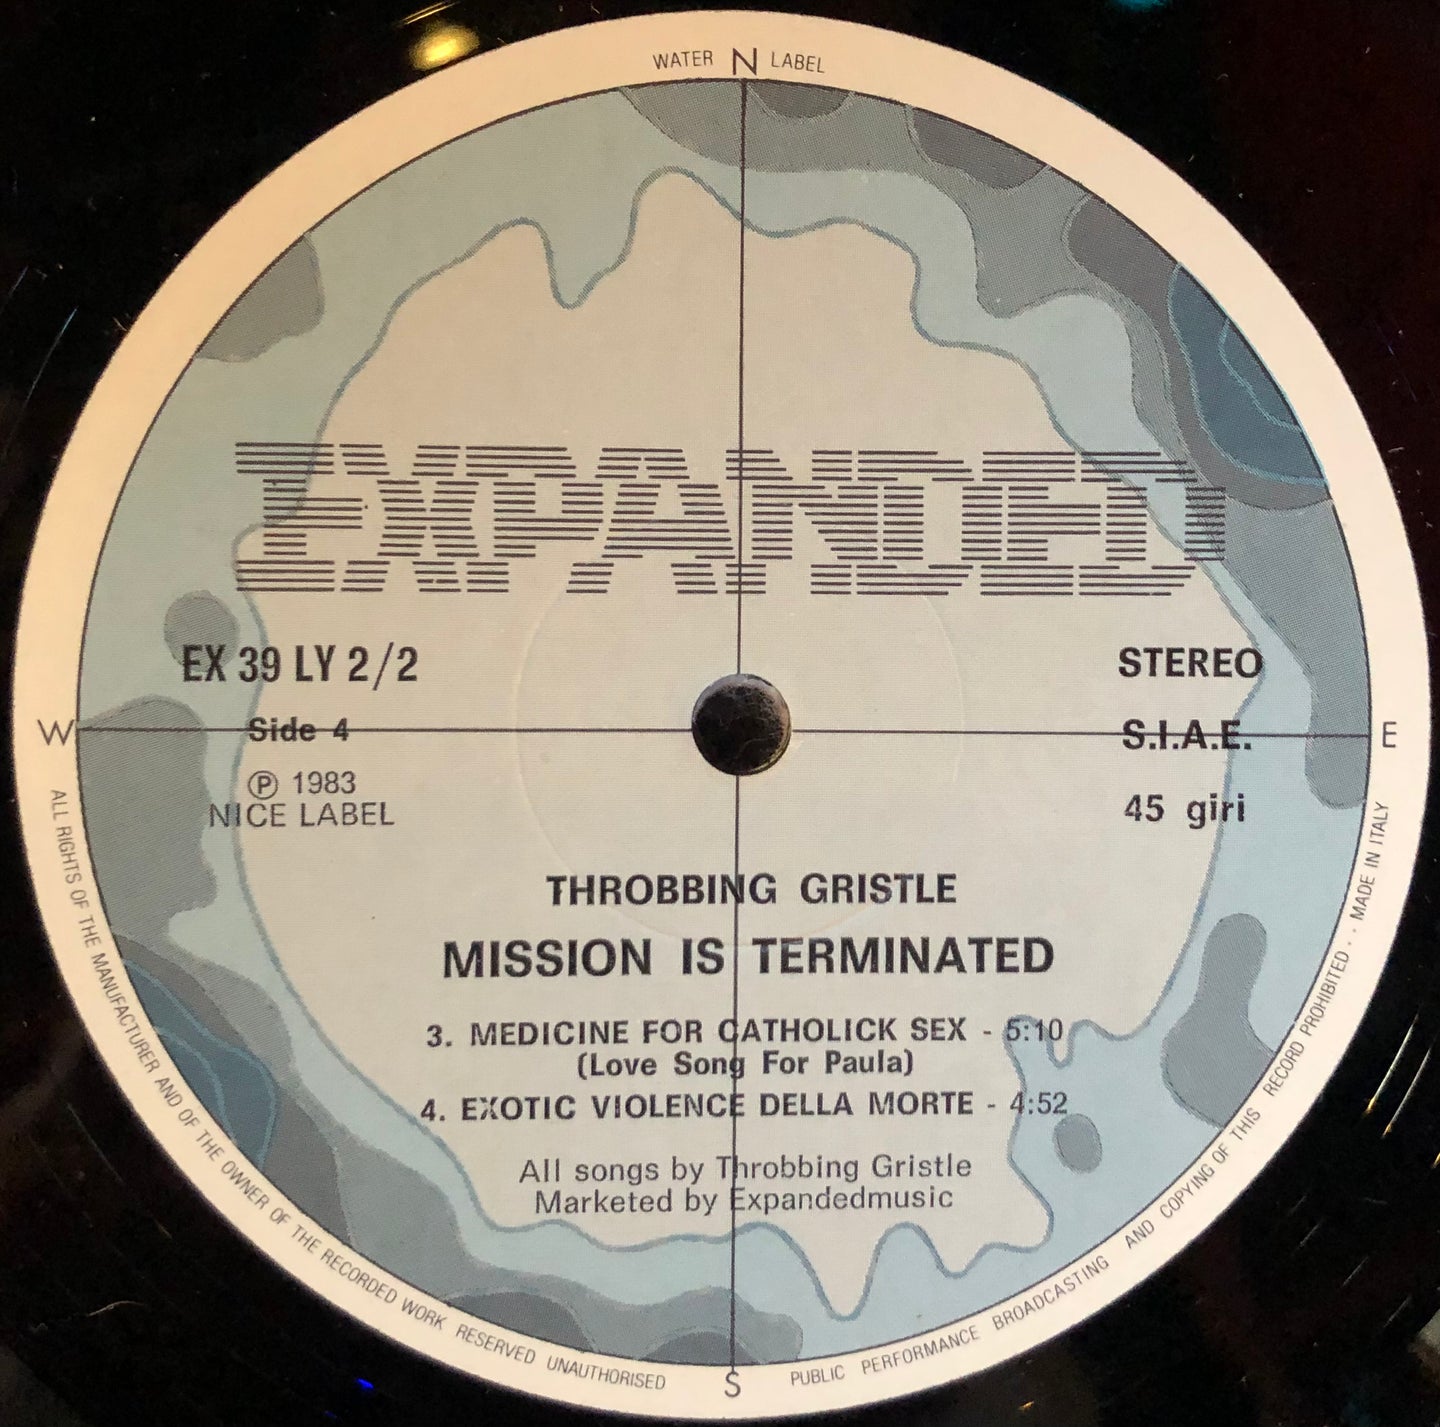 WATER N LABEL
EXPANDED
EX 39 LY 2/2
STEREO
W
Side 4
S.I.A.E.
E
Ⓟ 1983
NICE LABEL
45 giri
THROBBING GRISTLE
MISSION IS TERMINATED
3. MEDICINE FOR CATHOLICK SEX - 5:10
(Love Song For Paula)
4. EXOTIC VIOLENCE DELLA MORTE - 4:52
All songs by Throbbing Gristle
Marketed by Expandedmusic
S
ALL RIGHTS OF THE MANUFACTURER AND OF THE OWNER OF THE RECORDED WORK RESERVED UNAUTHORISED PUBLIC PERFORMANCE BROADCASTING AND COPYING OF THIS RECORD PROHIBITED - - MADE IN ITALY